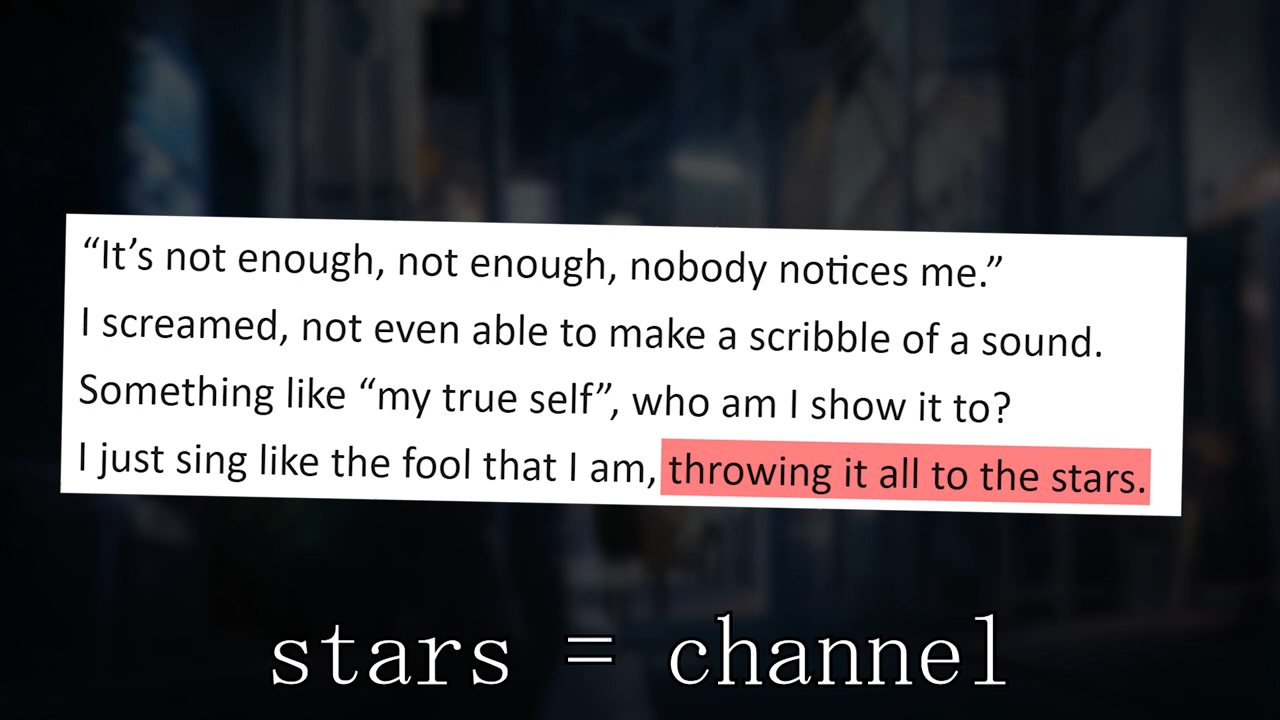 “It’s not enough, not enough, nobody notices me.”
I screamed, not even able to make a scribble of a sound.
Something like “my true self”, who am I show it to?
I just sing like the fool that I am, throwing it all to the stars.
stars = channel